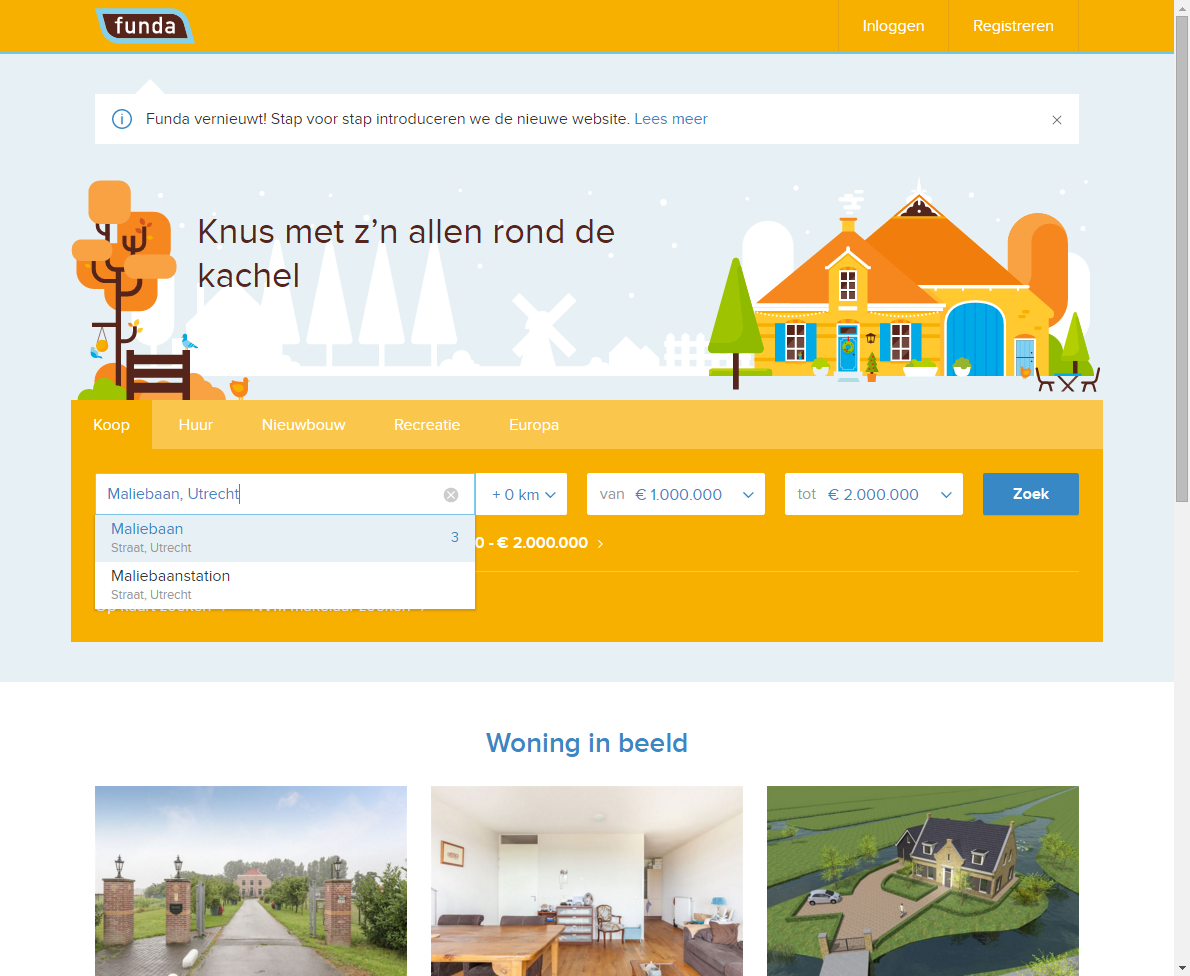 funda
Inloggen
Registreren
Funda vernieuwt! Stap voor stap introduceren we de nieuwe website. Lees meer
Knus met z'n allen rond de
kachel
Koop
Huur
Nieuwbouw
Recreatie
Europa
Maliebaan, Utrecht
+ 0 km
van € 1.000.000
tot € 2.000.000
Zoek
Maliebaan
3
Straat, Utrecht
0 - € 2.000.000
Maliebaanstation
Straat, Utrecht
Woning in beeld